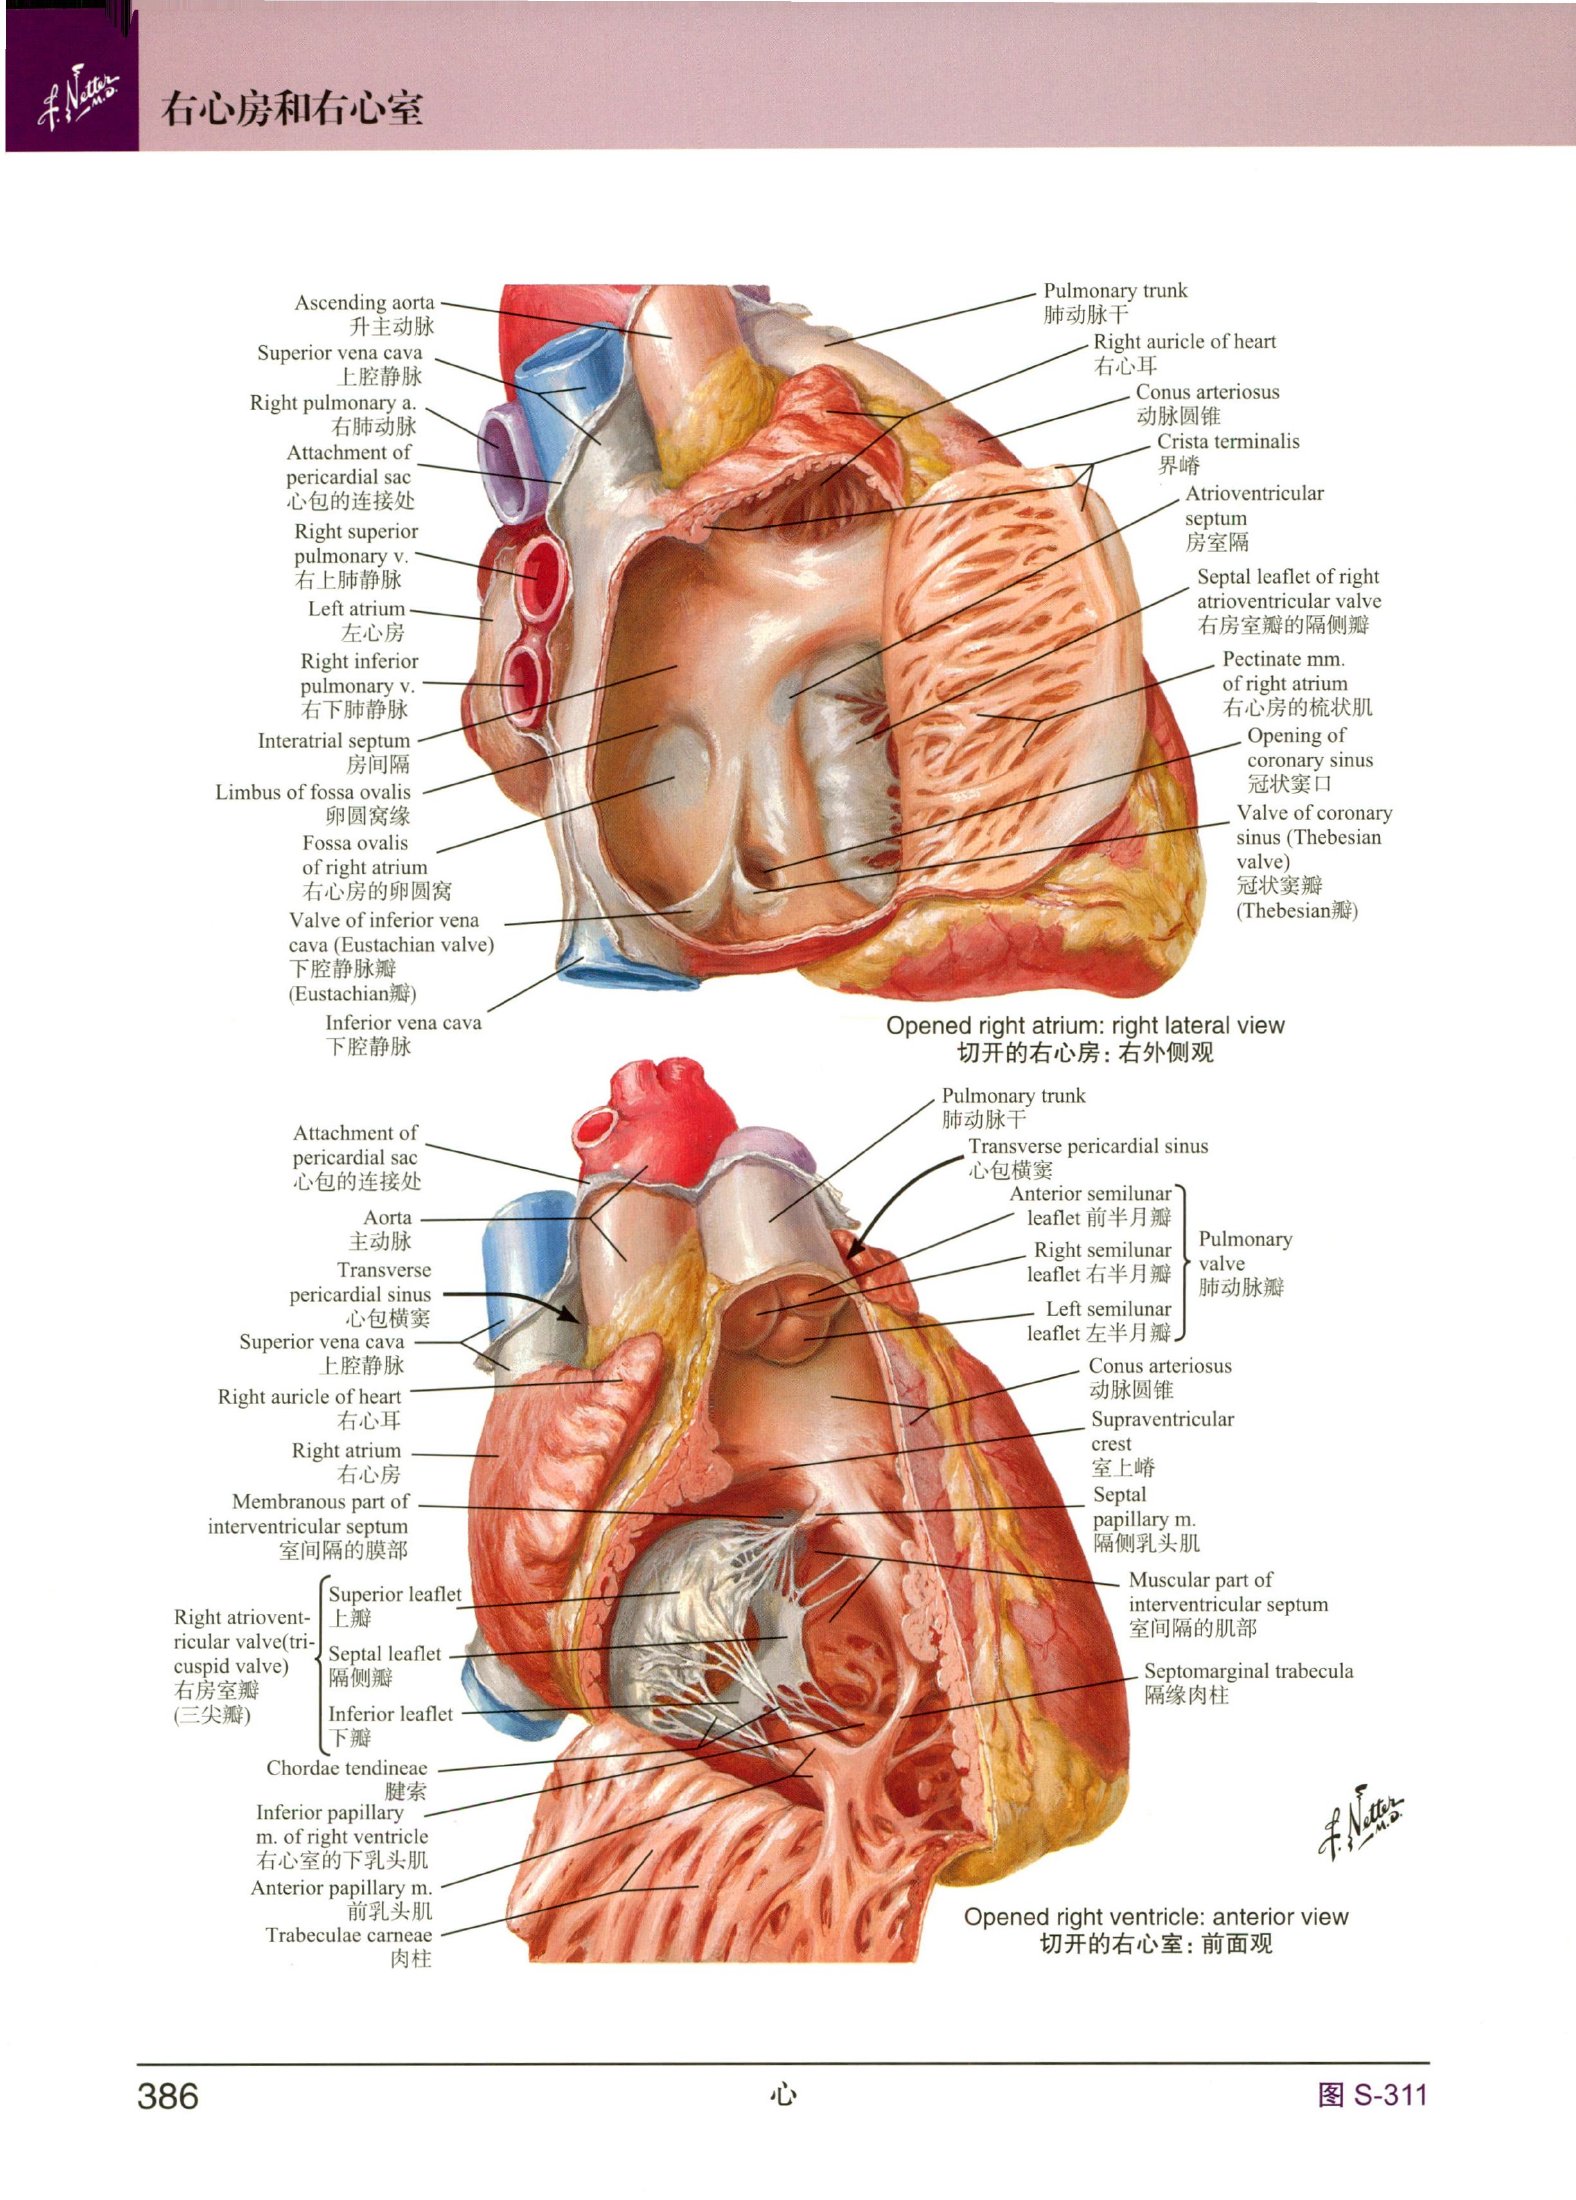 F. Netter M.D.
右心房和右心室
Ascending aorta
升主动脉
Superior vena cava
上腔静脉
Right pulmonary a.
右肺动脉
Attachment of
pericardial sac
心包的连接处
Right superior
pulmonary v.
右上肺静脉
Left atrium
左心房
Right inferior
pulmonary v.
右下肺静脉
Interatrial septum
房间隔
Limbus of fossa ovalis
卵圆窝缘
Fossa ovalis
of right atrium
右心房的卵圆窝
Valve of inferior vena
cava (Eustachian valve)
下腔静脉瓣
(Eustachian瓣)
Inferior vena cava
下腔静脉
Pulmonary trunk
肺动脉干
Right auricle of heart
右心耳
Conus arteriosus
动脉圆锥
Crista terminalis
界嵴
Atrioventricular
septum
房室隔
Septal leaflet of right
atrioventricular valve
右房室瓣的隔侧瓣
Pectinate mm.
of right atrium
右心房的梳状肌
Opening of
coronary sinus
冠状窦口
Valve of coronary
sinus (Thebesian
valve)
冠状窦瓣
(Thebesian瓣)
Opened right atrium: right lateral view
切开的右心房: 右外侧观
Attachment of
pericardial sac
心包的连接处
Aorta
主动脉
Transverse
pericardial sinus
心包横窦
Superior vena cava
上腔静脉
Right auricle of heart
右心耳
Right atrium
右心房
Membranous part of
interventricular septum
室间隔的膜部
Right atriovent-
ricular valve(tri-
cuspid valve)
右房室瓣
(三尖瓣)
Superior leaflet
上瓣
Septal leaflet
隔侧瓣
Inferior leaflet
下瓣
Chordae tendineae
腱索
Inferior papillary
m. of right ventricle
右心室的下乳头肌
Anterior papillary m.
前乳头肌
Trabeculae carneae
肉柱
Pulmonary trunk
肺动脉干
Transverse pericardial sinus
心包横窦
Anterior semilunar
leaflet 前半月瓣
Right semilunar
leaflet 右半月瓣
Left semilunar
leaflet 左半月瓣
Pulmonary
valve
肺动脉瓣
Conus arteriosus
动脉圆锥
Supraventricular
crest
室上嵴
Septal
papillary m.
隔侧乳头肌
Muscular part of
interventricular septum
室间隔的肌部
Septomarginal trabecula
隔缘肉柱
F. Netter M.D.
Opened right ventricle: anterior view
切开的右心室: 前面观
386
心
图 S-311